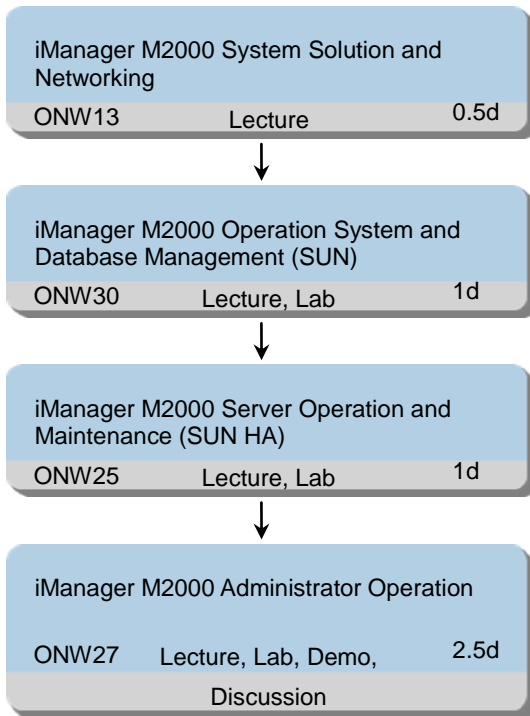 iManager M2000 System Solution and
Networking
ONW13 Lecture 0.5d
iManager M2000 Operation System and
Database Management (SUN)
ONW30 Lecture, Lab 1d
iManager M2000 Server Operation and
Maintenance (SUN HA)
ONW25 Lecture, Lab 1d
iManager M2000 Administrator Operation
ONW27 Lecture, Lab, Demo, 2.5d
Discussion